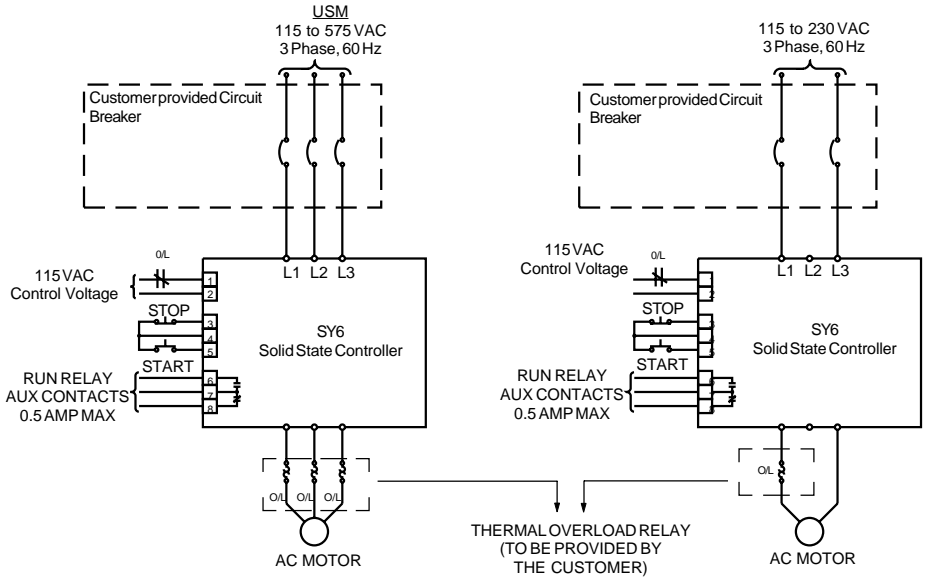 USM
115 to 575 VAC
3 Phase, 60 Hz
Customer provided Circuit
Breaker
0/L
115 VAC
Control Voltage
1
2
L1 L2 L3
STOP
3
4
5
START
SY6
Solid State Controller
RUN RELAY
AUX CONTACTS
0.5 AMP MAX
6
7
8
O/L O/L O/L
AC MOTOR
115 to 230 VAC
3 Phase, 60 Hz
Customer provided Circuit
Breaker
0/L
115 VAC
Control Voltage
L1 L2 L3
STOP
START
SY6
Solid State Controller
RUN RELAY
AUX CONTACTS
0.5 AMP MAX
O/L
AC MOTOR
THERMAL OVERLOAD RELAY
(TO BE PROVIDED BY
THE CUSTOMER)